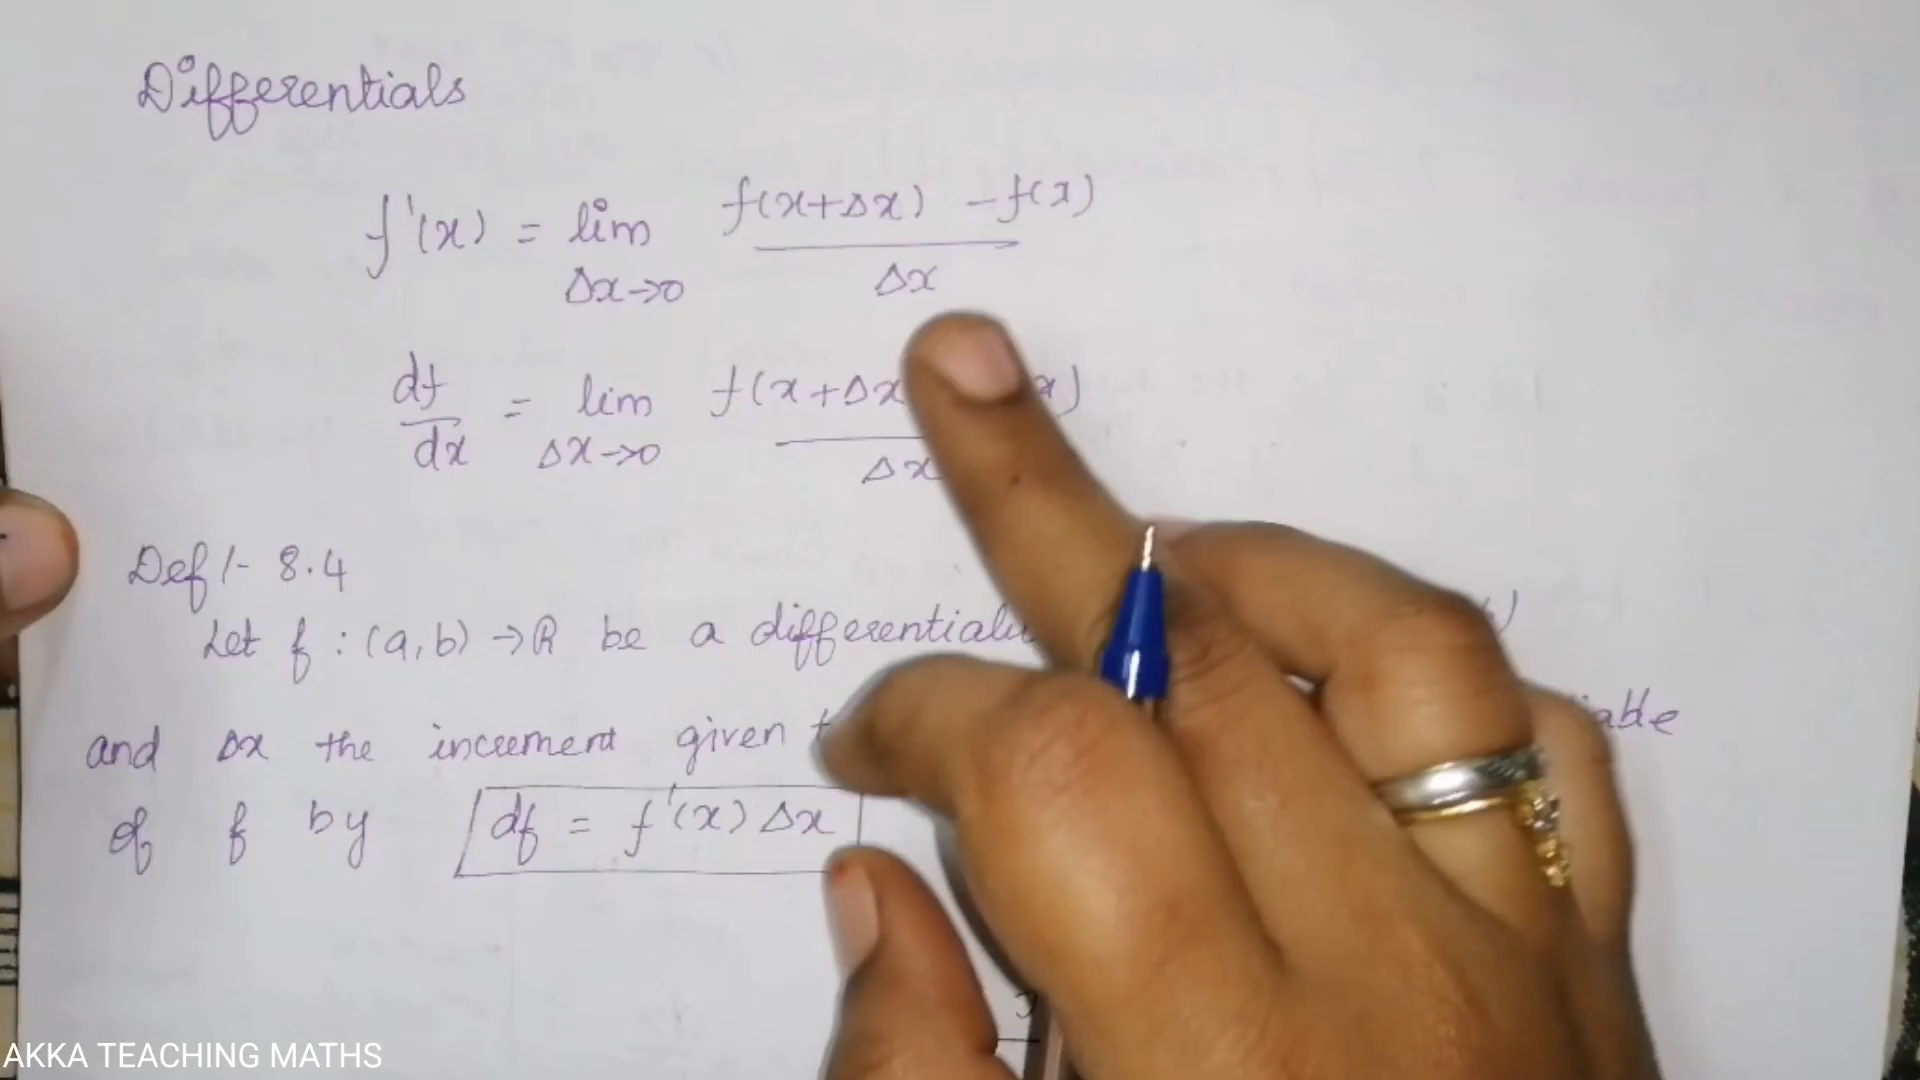 Differentials
f'(x) = lim f(x+Δx) -f(x)
Δx→0 Δx
df = lim f(x+Δx x)
dx Δx→0 Δx
Def /- 8.4
Let f : (a,b) →R be a
and Δx the increment given
of f by df = f'(x) Δx
AKKA TEACHING MATHS